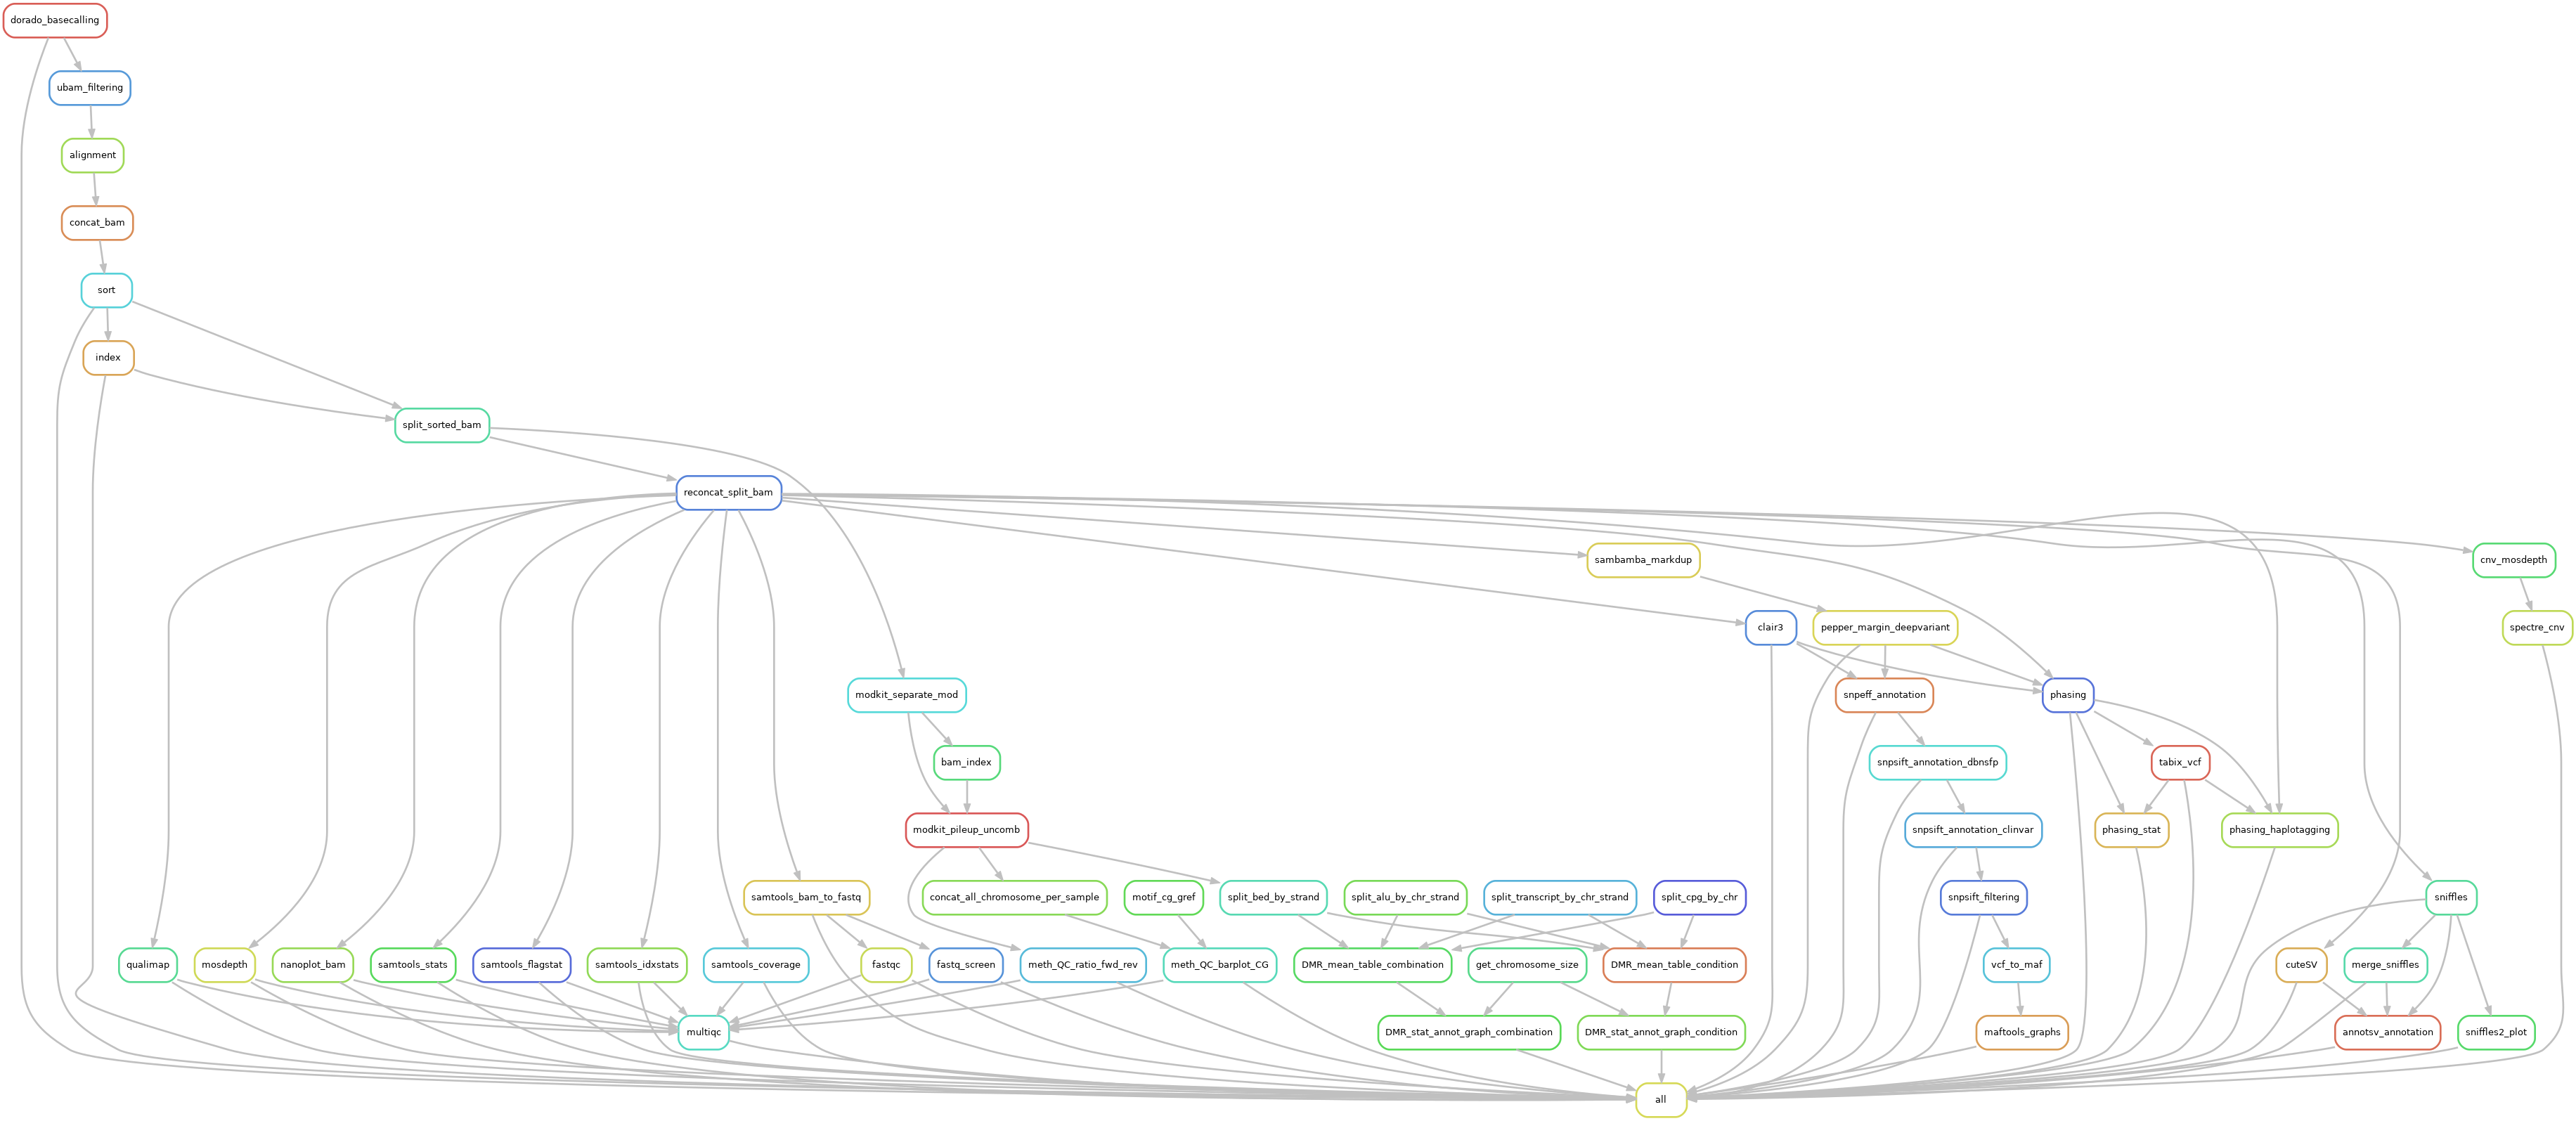 dorado_basecalling
ubam_filtering
alignment
concat_bam
sort
index
split_sorted_bam
reconcat_split_bam
sambamba_markdup
cnv_mosdepth
clair3
pepper_margin_deepvariant
spectre_cnv
modkit_separate_mod
snpeff_annotation
phasing
bam_index
snpsift_annotation_dbnsfp
tabix_vcf
modkit_pileup_uncomb
snpsift_annotation_clinvar
phasing_stat
phasing_haplotagging
samtools_bam_to_fastq
concat_all_chromosome_per_sample
motif_cg_gref
split_bed_by_strand
split_alu_by_chr_strand
split_transcript_by_chr_strand
split_cpg_by_chr
snpsift_filtering
sniffles
qualimap
mosdepth
nanoplot_bam
samtools_stats
samtools_flagstat
samtools_idxstats
samtools_coverage
fastqc
fastq_screen
meth_QC_ratio_fwd_rev
meth_QC_barplot_CG
DMR_mean_table_combination
get_chromosome_size
DMR_mean_table_condition
vcf_to_maf
cuteSV
merge_sniffles
multiqc
DMR_stat_annot_graph_combination
DMR_stat_annot_graph_condition
maftools_graphs
annotsv_annotation
sniffles2_plot
all